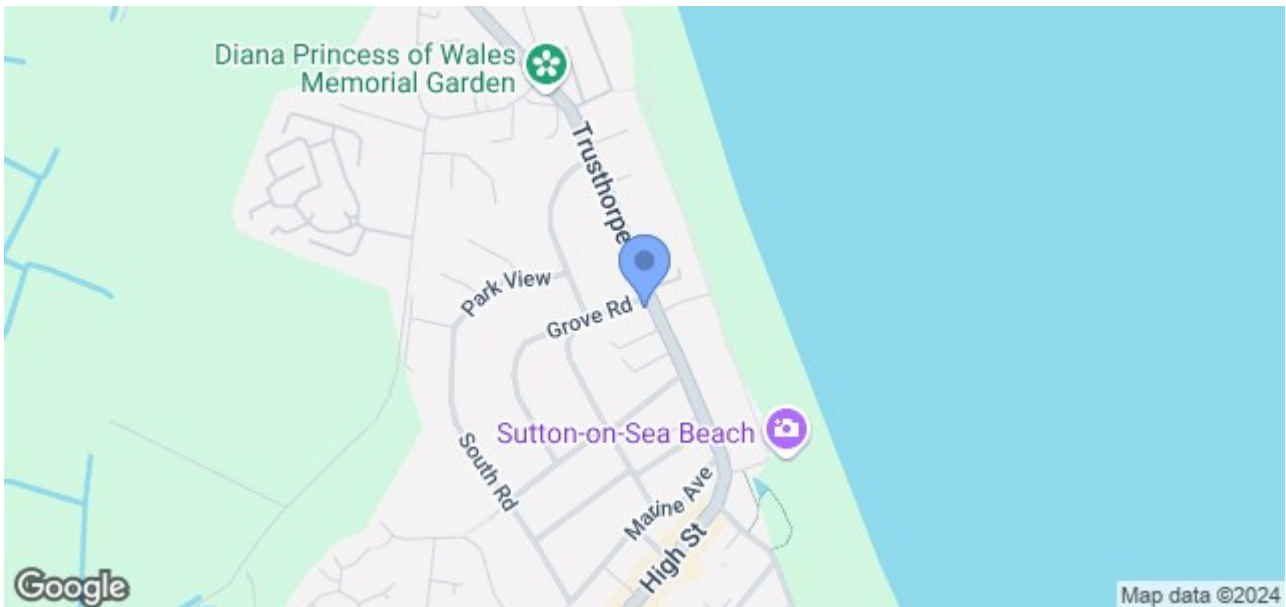 Diana Princess of Wales
Memorial Garden
Trusthorpe
Park View
Grove Rd
Sutton-on-Sea Beach
South Rd
Marine Ave
High St
Google
Map data ©2024